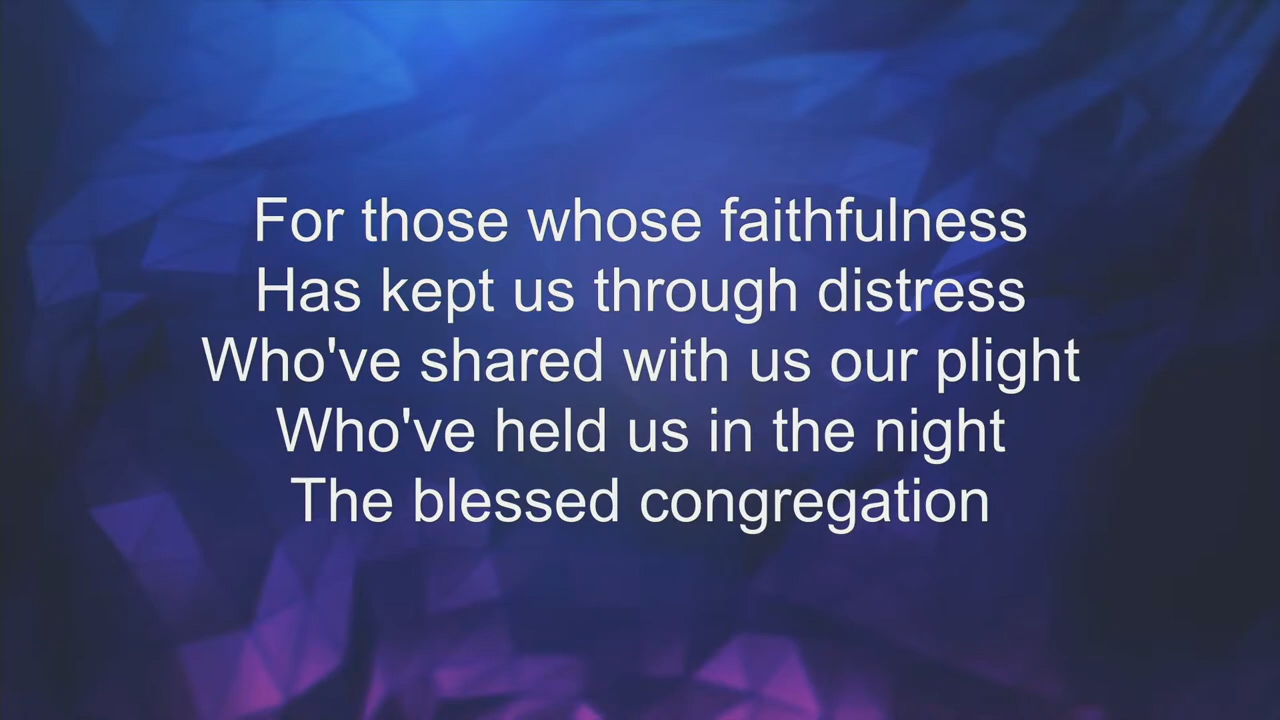 For those whose faithfulness
Has kept us through distress
Who've shared with us our plight
Who've held us in the night
The blessed congregation